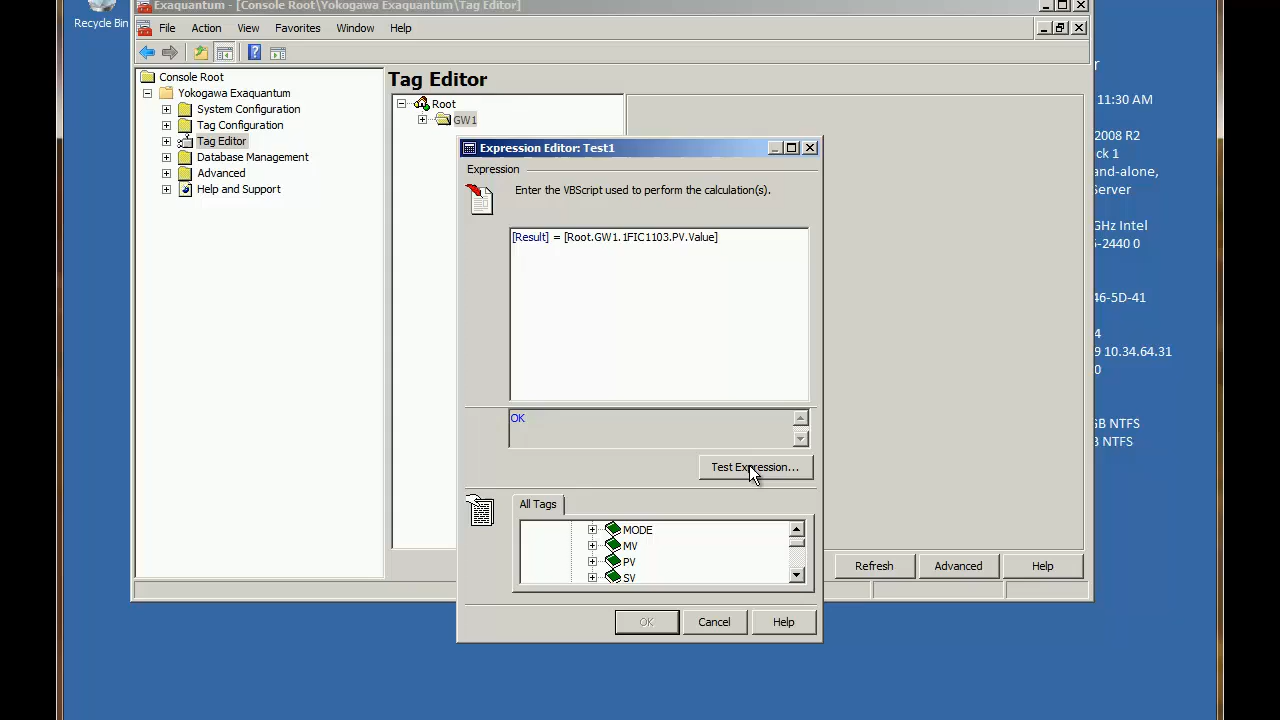 Recycle Bin
Exaquantum - [Console Root\Yokogawa Exaquantum\Tag Editor]
File Action View Favorites Window Help
Console Root
Yokogawa Exaquantum
System Configuration
Tag Configuration
Tag Editor
Database Management
Advanced
Help and Support
Tag Editor
Root
GW1
Expression Editor: Test1
Expression
Enter the VBScript used to perform the calculation(s).
[Result] = [Root.GW1.1FIC1103.PV.Value]
OK
Test Expression...
All Tags
MODE
MV
PV
SV
OK Cancel Help
Refresh Advanced Help
r
11:30 AM
2008 R2
ck 1
and-alone,
Server
GHz Intel
5-2440 0
46-5D-41
4
9 10.34.64.31
0
GB NTFS
B NTFS